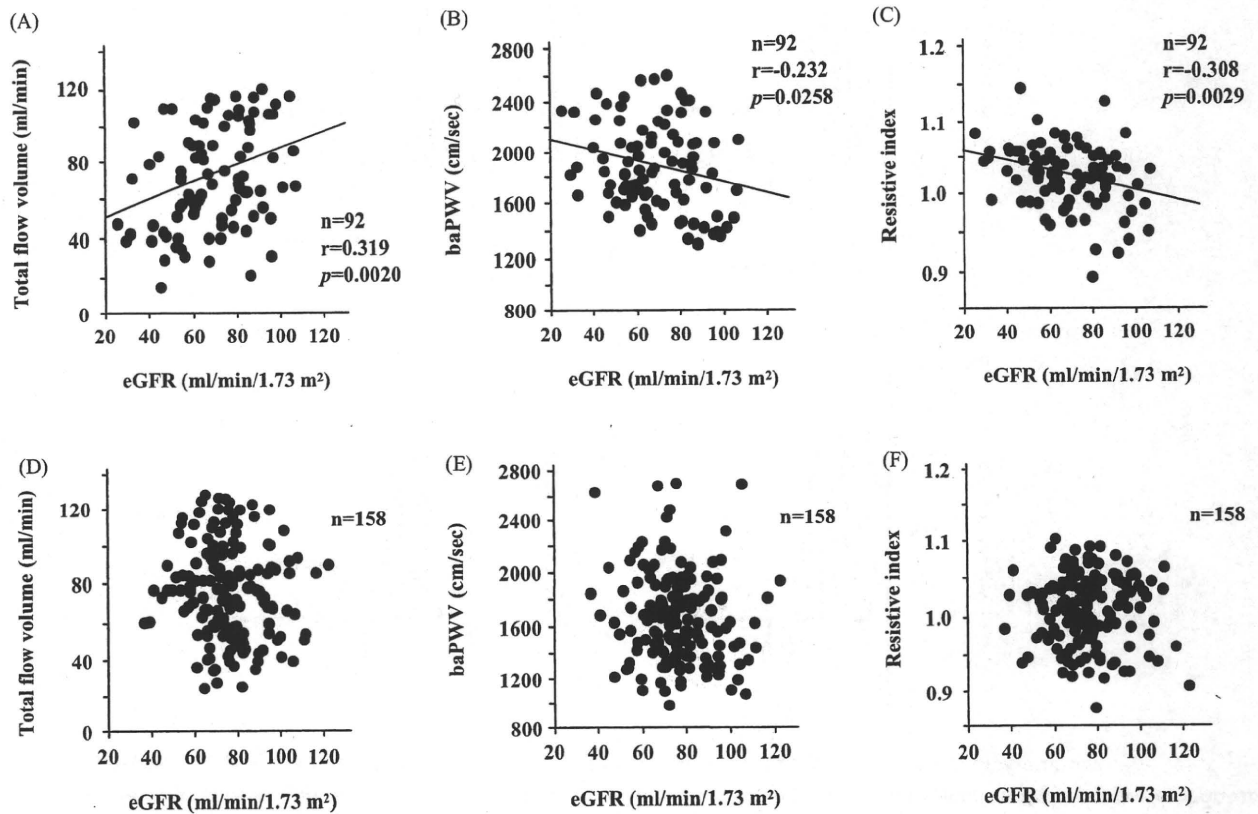 (A)
Total flow volume (ml/min)
120
80
40
0
20 40 60 80 100 120
eGFR (ml/min/1.73 m²)
n=92
r=0.319
p=0.0020
(B)
baPWV (cm/sec)
2800
2400
2000
1600
1200
800
20 40 60 80 100 120
eGFR (ml/min/1.73 m²)
n=92
r=-0.232
p=0.0258
(C)
Resistive index
1.2
1.1
1.0
0.9
20 40 60 80 100 120
eGFR (ml/min/1.73 m²)
n=92
r=-0.308
p=0.0029
(D)
Total flow volume (ml/min)
120
80
40
0
20 40 60 80 100 120
eGFR (ml/min/1.73 m²)
n=158
(E)
baPWV (cm/sec)
2800
2400
2000
1600
1200
800
20 40 60 80 100 120
eGFR (ml/min/1.73 m²)
n=158
(F)
Resistive index
1.2
1.1
1.0
0.9
20 40 60 80 100 120
eGFR (ml/min/1.73 m²)
n=158